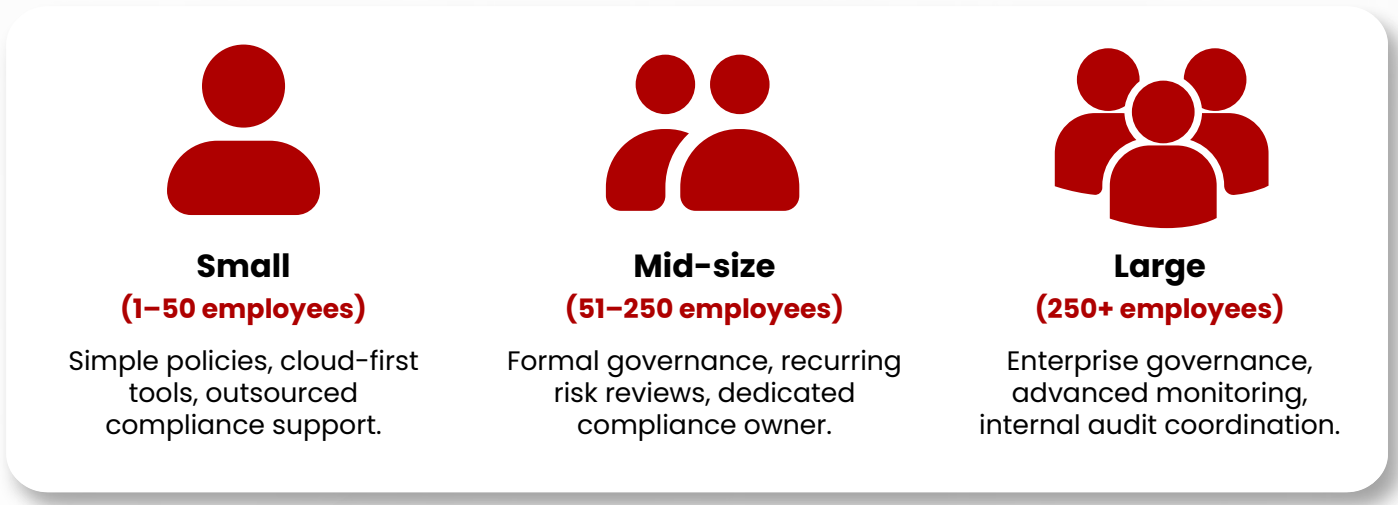 Small
(1–50 employees)
Simple policies, cloud-first
tools, outsourced
compliance support.
Mid-size
(51–250 employees)
Formal governance, recurring
risk reviews, dedicated
compliance owner.
Large
(250+ employees)
Enterprise governance,
advanced monitoring,
internal audit coordination.